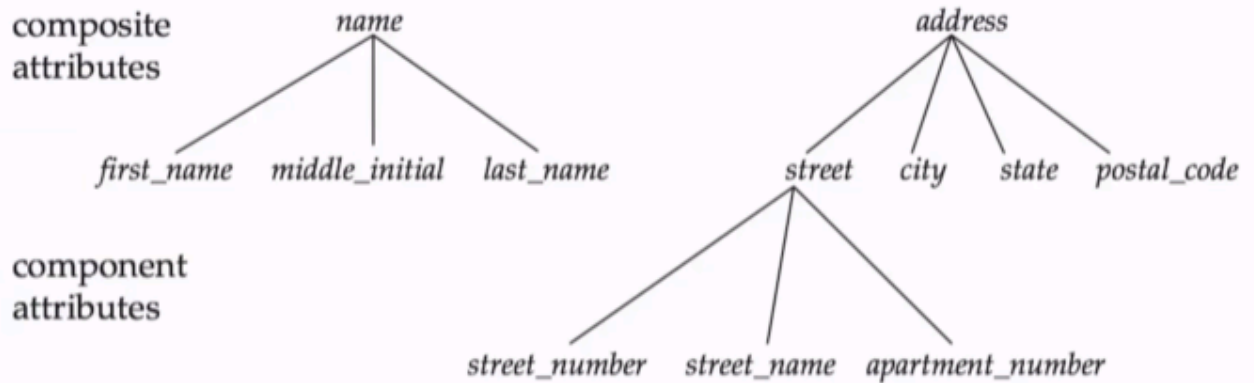 composite
attributes
name
address
first_name middle_initial last_name
street city state postal_code
component
attributes
street_number street_name apartment_number